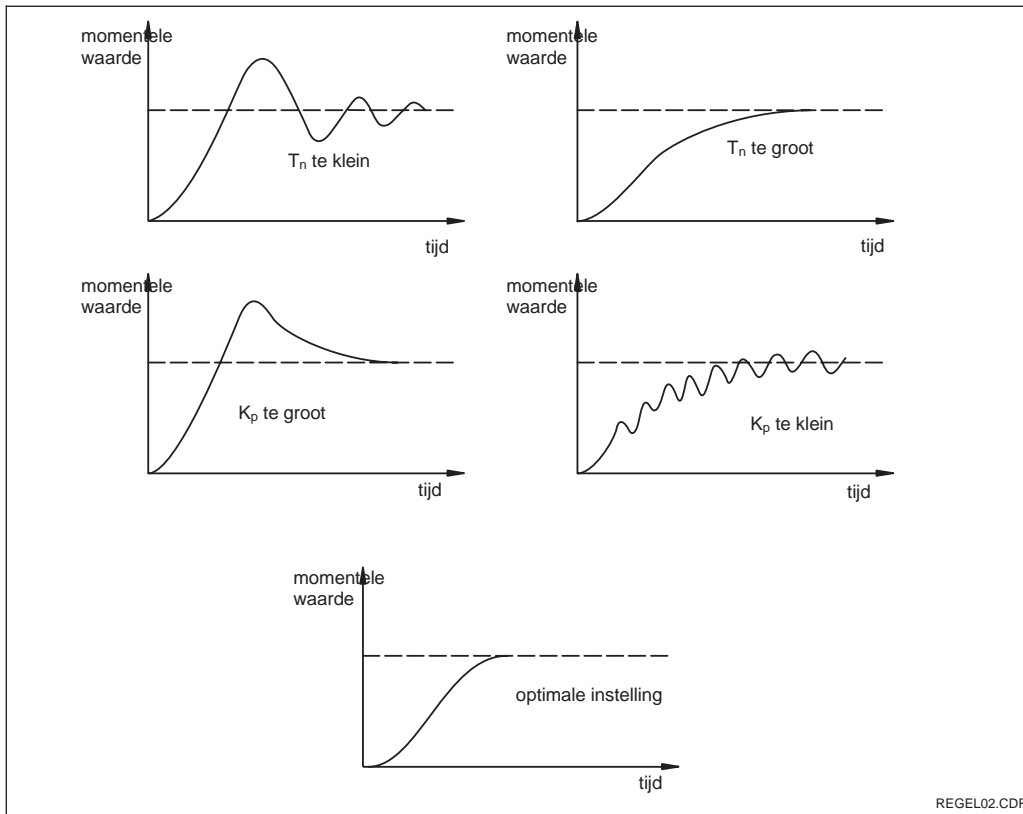 momentele
waarde
Tn te klein
tijd
momentele
waarde
Tn te groot
tijd
momentele
waarde
Kp te groot
tijd
momentele
waarde
Kp te klein
tijd
momentele
waarde
optimale instelling
tijd
REGEL02.CDR